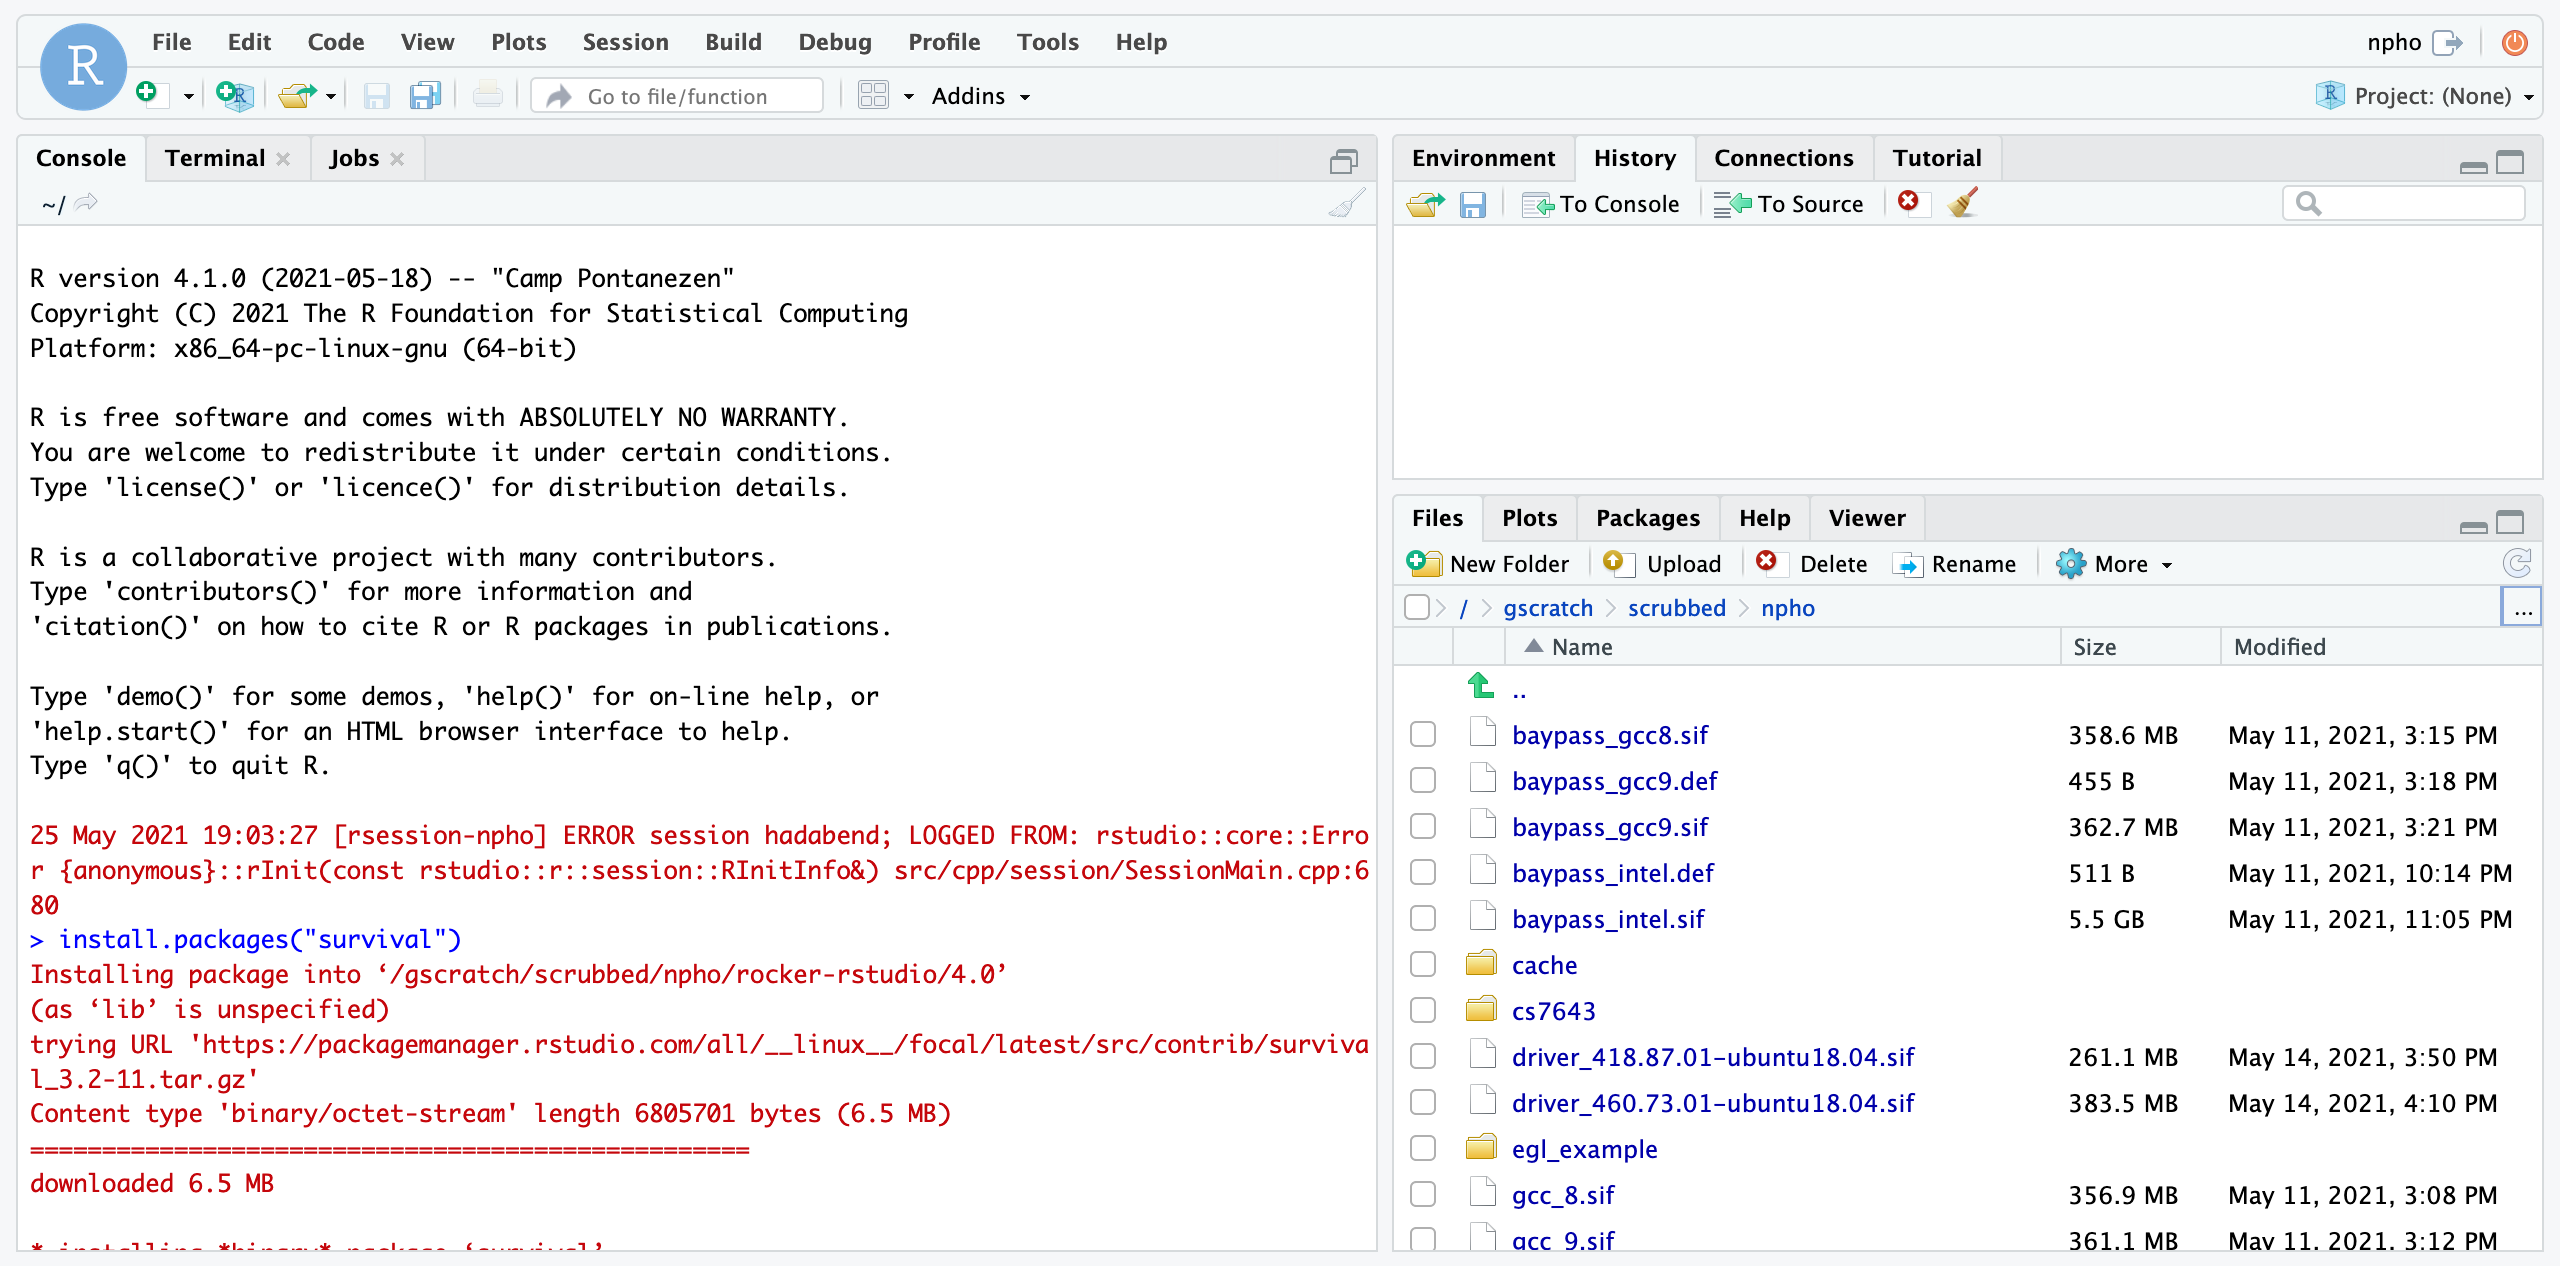 R
File Edit Code View Plots Session Build Debug Profile Tools Help
npho
R
Go to file/function
Addins
R Project: (None)
Console Terminal Jobs
~/
R version 4.1.0 (2021-05-18) -- "Camp Pontanezen"
Copyright (C) 2021 The R Foundation for Statistical Computing
Platform: x86_64-pc-linux-gnu (64-bit)
R is free software and comes with ABSOLUTELY NO WARRANTY.
You are welcome to redistribute it under certain conditions.
Type 'license()' or 'licence()' for distribution details.
R is a collaborative project with many contributors.
Type 'contributors()' for more information and
'citation()' on how to cite R or R packages in publications.
Type 'demo()' for some demos, 'help()' for on-line help, or
'help.start()' for an HTML browser interface to help.
Type 'q()' to quit R.
25 May 2021 19:03:27 [rsession-npho] ERROR session hadabend; LOGGED FROM: rstudio::core::Erro
r {anonymous}::rInit(const rstudio::r::session::RInitInfo&) src/cpp/session/SessionMain.cpp:6
80
> install.packages("survival")
Installing package into ‘/gscratch/scrubbed/npho/rocker-rstudio/4.0’
(as ‘lib’ is unspecified)
trying URL 'https://packagemanager.rstudio.com/all/__linux__/focal/latest/src/contrib/surviva
l_3.2-11.tar.gz'
Content type 'binary/octet-stream' length 6805701 bytes (6.5 MB)
==================================================
downloaded 6.5 MB
* installing *binary* package ‘survival’
Environment History Connections Tutorial
To Console To Source
Files Plots Packages Help Viewer
New Folder Upload Delete Rename More
/ gscratch scrubbed npho ...
Name Size Modified
..
baypass_gcc8.sif 358.6 MB May 11, 2021, 3:15 PM
baypass_gcc9.def 455 B May 11, 2021, 3:18 PM
baypass_gcc9.sif 362.7 MB May 11, 2021, 3:21 PM
baypass_intel.def 511 B May 11, 2021, 10:14 PM
baypass_intel.sif 5.5 GB May 11, 2021, 11:05 PM
cache
cs7643
driver_418.87.01-ubuntu18.04.sif 261.1 MB May 14, 2021, 3:50 PM
driver_460.73.01-ubuntu18.04.sif 383.5 MB May 14, 2021, 4:10 PM
egl_example
gcc_8.sif 356.9 MB May 11, 2021, 3:08 PM
gcc_9.sif 361.1 MB May 11, 2021, 3:12 PM